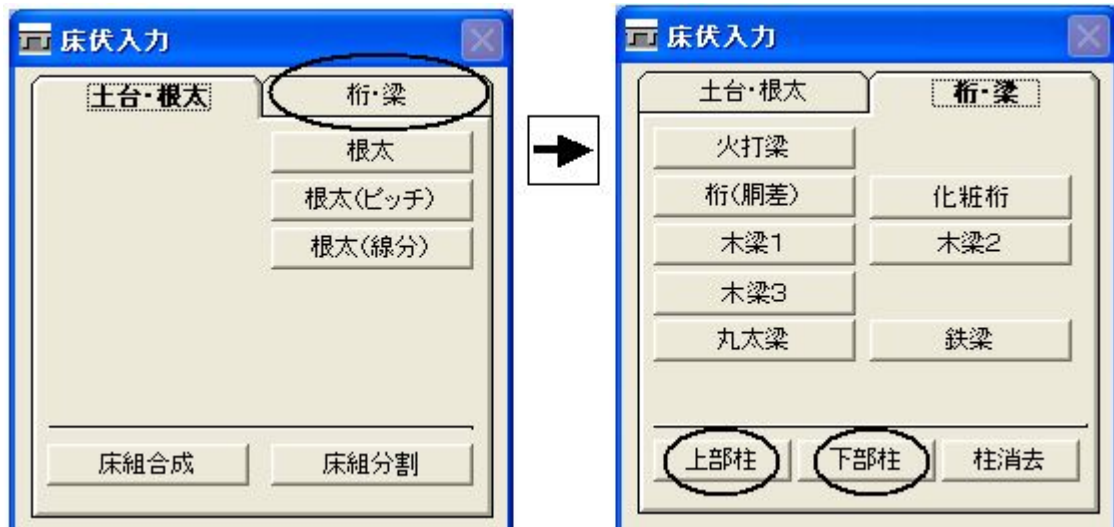 床伏入力
土台・根太
桁・梁
根太
根太(ピッチ)
根太(線分)
床組合成
床組分割
床伏入力
土台・根太
桁・梁
火打梁
桁(胴差)
化粧桁
木梁1
木梁2
木梁3
丸太梁
鉄梁
上部柱
下部柱
柱消去